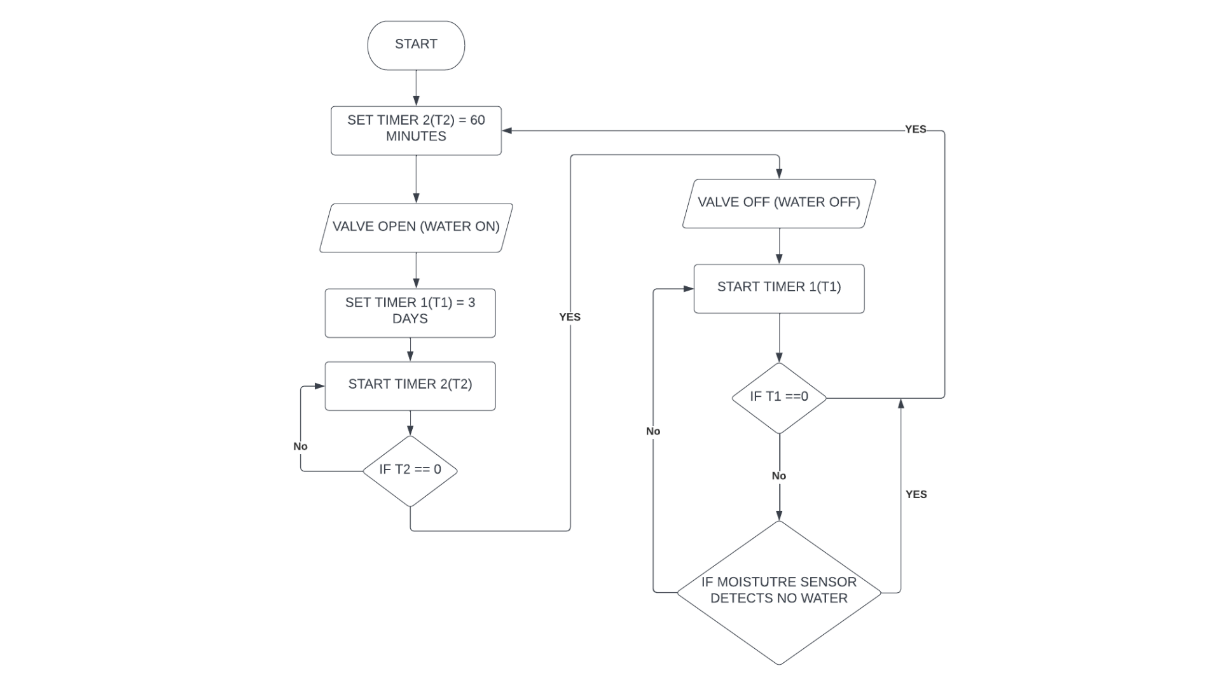 START
SET TIMER 2(T2) = 60
MINUTES
VALVE OPEN (WATER ON)
SET TIMER 1(T1) = 3
DAYS
START TIMER 2(T2)
No
IF T2 == 0
YES
VALVE OFF (WATER OFF)
START TIMER 1(T1)
IF T1 ==0
YES
No
No
YES
IF MOISTUTRE SENSOR
DETECTS NO WATER